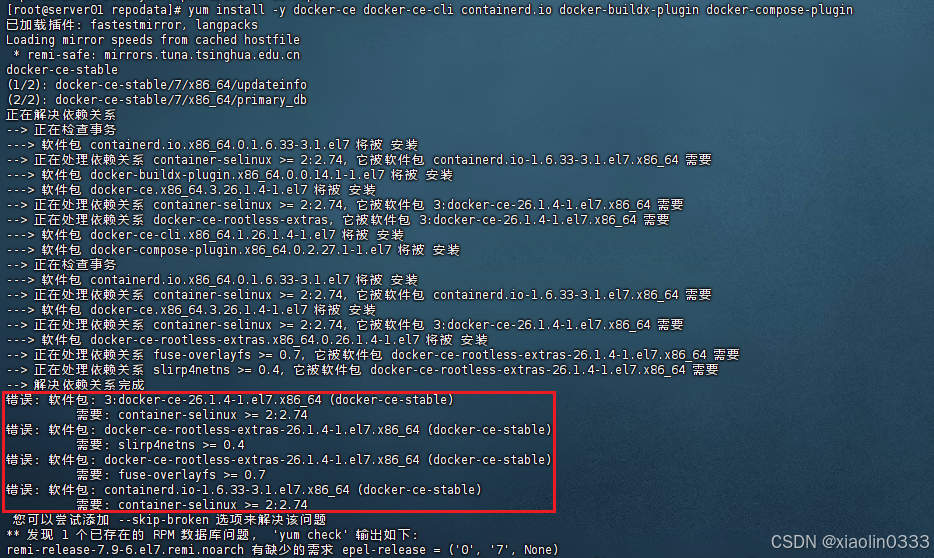 [root@server01 repodata]# yum install -y docker-ce docker-ce-cli containerd.io docker-buildx-plugin docker-compose-plugin
已加载插件: fastestmirror, langpacks
Loading mirror speeds from cached hostfile
 * remi-safe: mirrors.tuna.tsinghua.edu.cn
docker-ce-stable
(1/2): docker-ce-stable/7/x86_64/updateinfo
(2/2): docker-ce-stable/7/x86_64/primary_db
正在解决依赖关系
--> 正在检查事务
---> 软件包 containerd.io.x86_64.0.1.6.33-3.1.el7 将被 安装
--> 正在处理依赖关系 container-selinux >= 2:2.74, 它被软件包 containerd.io-1.6.33-3.1.el7.x86_64 需要
---> 软件包 docker-buildx-plugin.x86_64.0.0.14.1-1.el7 将被 安装
---> 软件包 docker-ce.x86_64.3.26.1.4-1.el7 将被 安装
--> 正在处理依赖关系 container-selinux >= 2:2.74, 它被软件包 3:docker-ce-26.1.4-1.el7.x86_64 需要
--> 正在处理依赖关系 docker-ce-rootless-extras, 它被软件包 3:docker-ce-26.1.4-1.el7.x86_64 需要
---> 软件包 docker-ce-cli.x86_64.1.26.1.4-1.el7 将被 安装
---> 软件包 docker-compose-plugin.x86_64.0.2.27.1-1.el7 将被 安装
--> 正在检查事务
---> 软件包 containerd.io.x86_64.0.1.6.33-3.1.el7 将被 安装
--> 正在处理依赖关系 container-selinux >= 2:2.74, 它被软件包 containerd.io-1.6.33-3.1.el7.x86_64 需要
---> 软件包 docker-ce.x86_64.3.26.1.4-1.el7 将被 安装
--> 正在处理依赖关系 container-selinux >= 2:2.74, 它被软件包 3:docker-ce-26.1.4-1.el7.x86_64 需要
---> 软件包 docker-ce-rootless-extras.x86_64.0.26.1.4-1.el7 将被 安装
--> 正在处理依赖关系 fuse-overlayfs >= 0.7, 它被软件包 docker-ce-rootless-extras-26.1.4-1.el7.x86_64 需要
--> 正在处理依赖关系 slirp4netns >= 0.4, 它被软件包 docker-ce-rootless-extras-26.1.4-1.el7.x86_64 需要
--> 解决依赖关系完成
错误: 软件包: 3:docker-ce-26.1.4-1.el7.x86_64 (docker-ce-stable)
需要: container-selinux >= 2:2.74
错误: 软件包: docker-ce-rootless-extras-26.1.4-1.el7.x86_64 (docker-ce-stable)
需要: slirp4netns >= 0.4
错误: 软件包: docker-ce-rootless-extras-26.1.4-1.el7.x86_64 (docker-ce-stable)
需要: fuse-overlayfs >= 0.7
错误: 软件包: containerd.io-1.6.33-3.1.el7.x86_64 (docker-ce-stable)
需要: container-selinux >= 2:2.74
 您可以尝试添加 --skip-broken 选项来解决该问题
** 发现 1 个已存在的 RPM 数据库问题, 'yum check' 输出如下:
remi-release-7.9-6.el7.remi.noarch 有缺少的需求 epel-release = ('0', '7', None)
CSDN @xiaolin0333